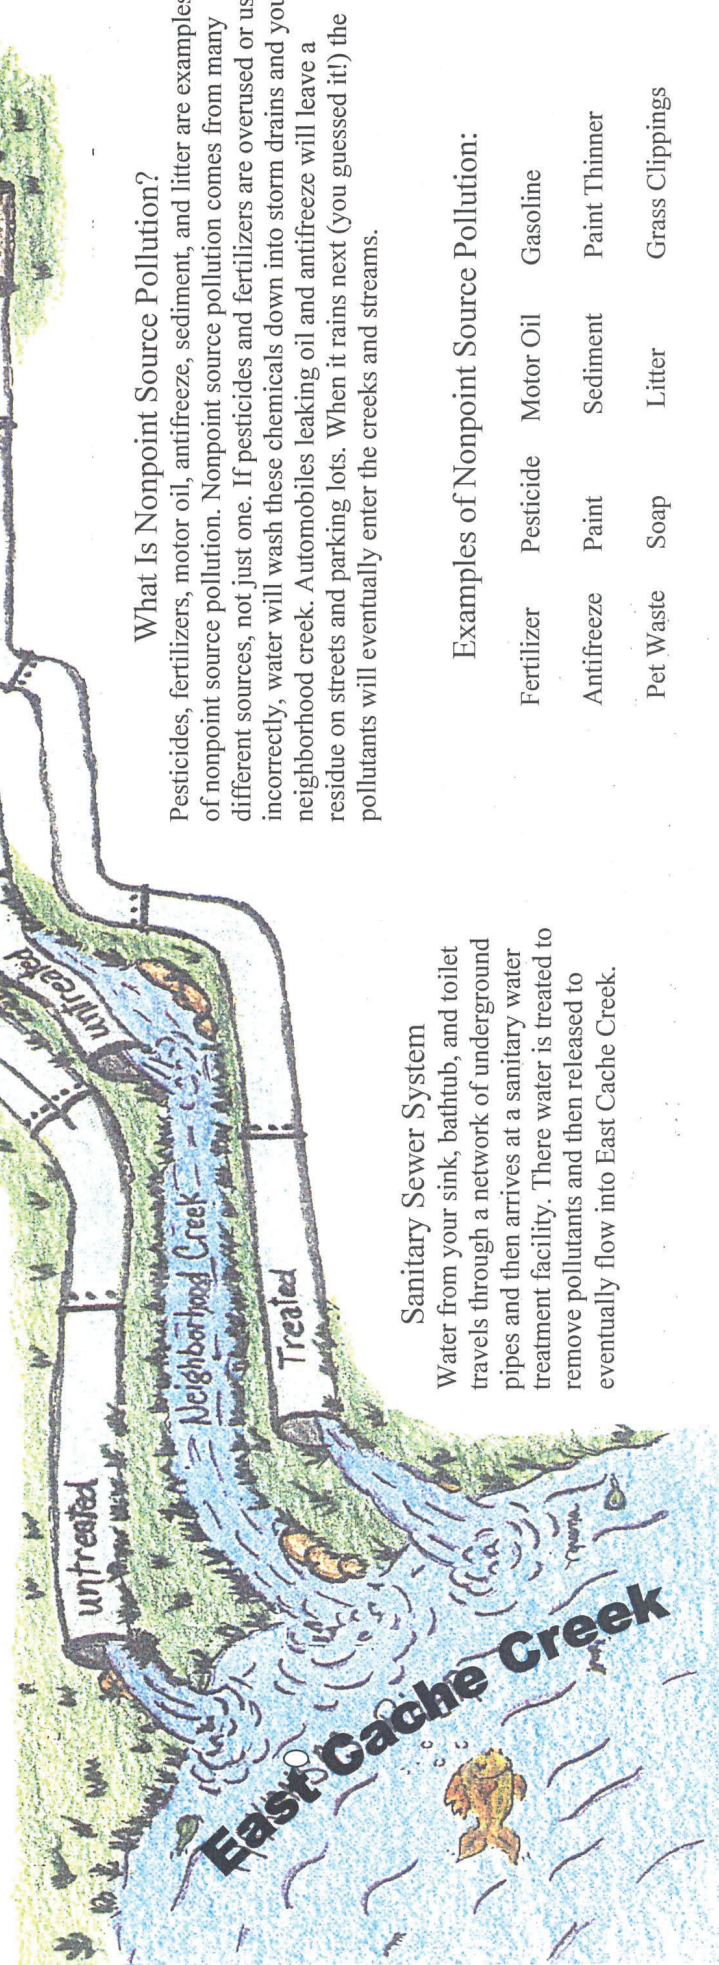 untreated
untreated
Neighborhood Creek
Treated
East Cache Creek
Sanitary Sewer System
Water from your sink, bathtub, and toilet
travels through a network of underground
pipes and then arrives at a sanitary water
treatment facility. There water is treated to
remove pollutants and then released to
eventually flow into East Cache Creek.
What Is Nonpoint Source Pollution?
Pesticides, fertilizers, motor oil, antifreeze, sediment, and litter are examples
of nonpoint source pollution. Nonpoint source pollution comes from many
different sources, not just one. If pesticides and fertilizers are overused or
incorrectly, water will wash these chemicals down into storm drains and
neighborhood creek. Automobiles leaking oil and antifreeze will leave a
residue on streets and parking lots. When it rains next (you guessed it!) the
pollutants will eventually enter the creeks and streams.
Examples of Nonpoint Source Pollution:
Fertilizer Pesticide Motor Oil Gasoline
Antifreeze Paint Sediment Paint Thinner
Pet Waste Soap Litter Grass Clippings